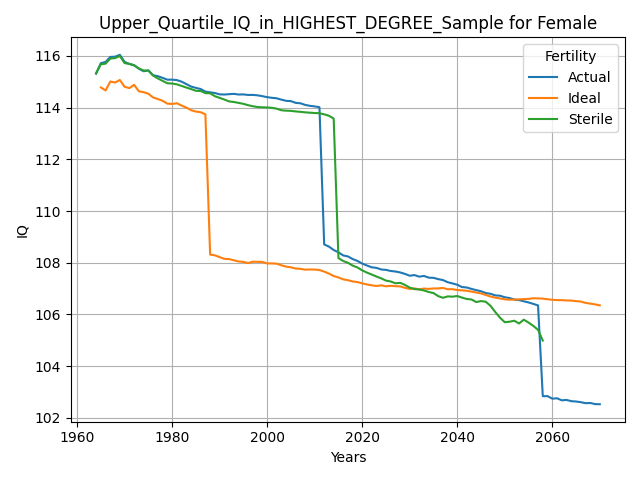 Upper_Quartile_IQ_in_HIGHEST_DEGREE_Sample for Female
Fertility
Actual
Ideal
Sterile
IQ
116
114
112
110
108
106
104
102
1960
1980
2000
2020
2040
2060
Years